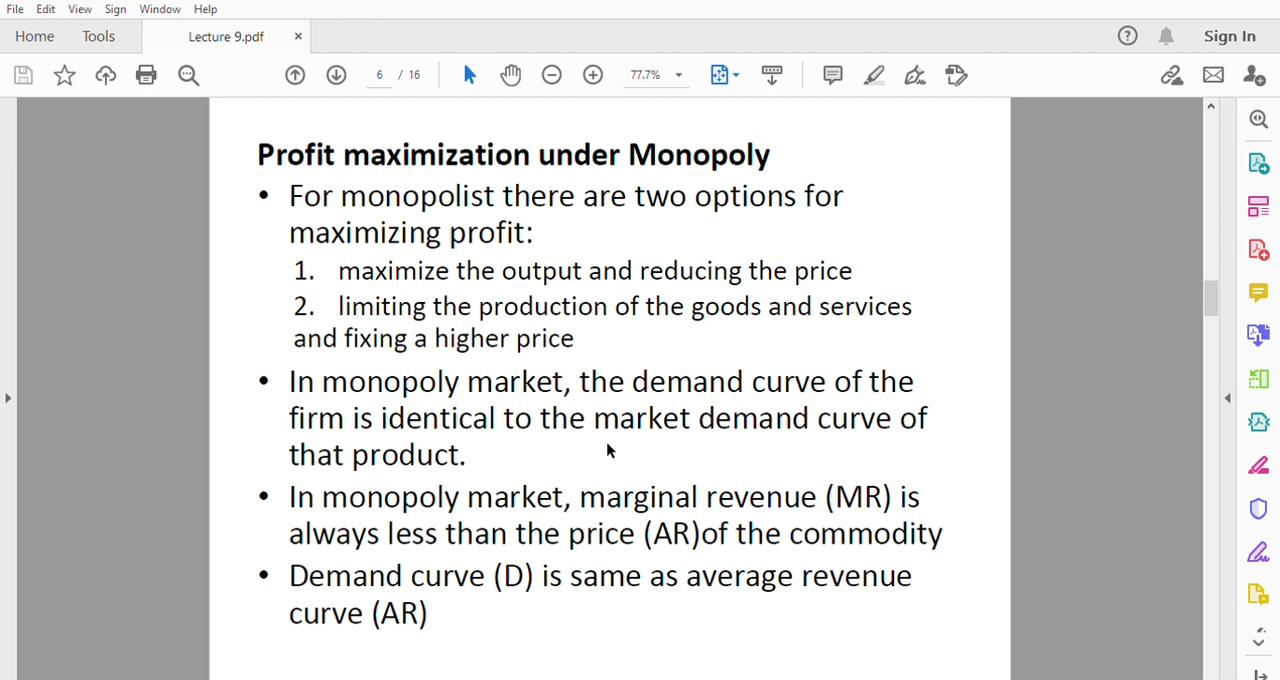 File Edit View Sign Window Help
Home Tools Lecture 9.pdf × Sign In
6 / 16 77.7%
Profit maximization under Monopoly
• For monopolist there are two options for
maximizing profit:
1. maximize the output and reducing the price
2. limiting the production of the goods and services
and fixing a higher price
• In monopoly market, the demand curve of the
firm is identical to the market demand curve of
that product.
• In monopoly market, marginal revenue (MR) is
always less than the price (AR)of the commodity
• Demand curve (D) is same as average revenue
curve (AR)